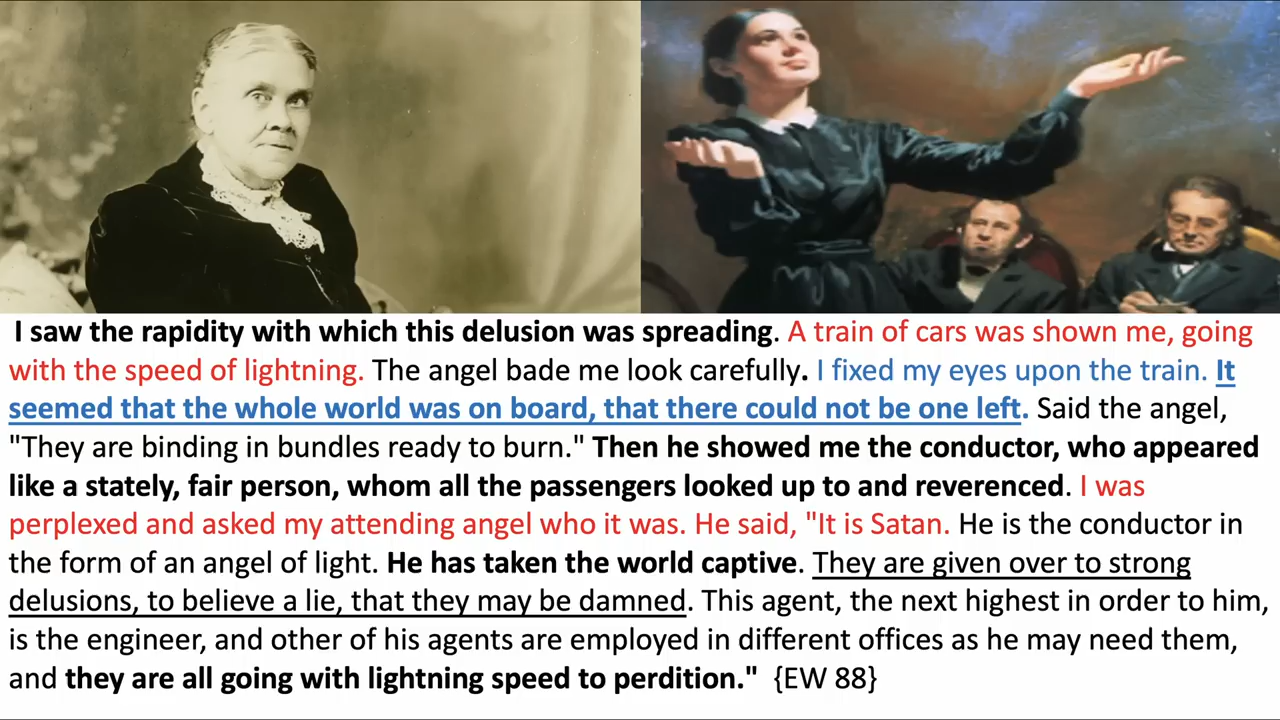 I saw the rapidity with which this delusion was spreading. A train of cars was shown me, going
with the speed of lightning. The angel bade me look carefully. I fixed my eyes upon the train. It
seemed that the whole world was on board, that there could not be one left. Said the angel,
"They are binding in bundles ready to burn." Then he showed me the conductor, who appeared
like a stately, fair person, whom all the passengers looked up to and reverenced. I was
perplexed and asked my attending angel who it was. He said, "It is Satan. He is the conductor in
the form of an angel of light. He has taken the world captive. They are given over to strong
delusions, to believe a lie, that they may be damned. This agent, the next highest in order to him,
is the engineer, and other of his agents are employed in different offices as he may need them,
and they are all going with lightning speed to perdition." {EW 88}